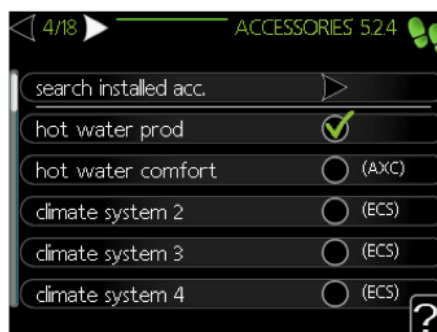 4/18 ACCESSORIES 5.2.4
search installed acc.
hot water prod
hot water comfort (AXC)
climate system 2 (ECS)
climate system 3 (ECS)
climate system 4 (ECS)
?